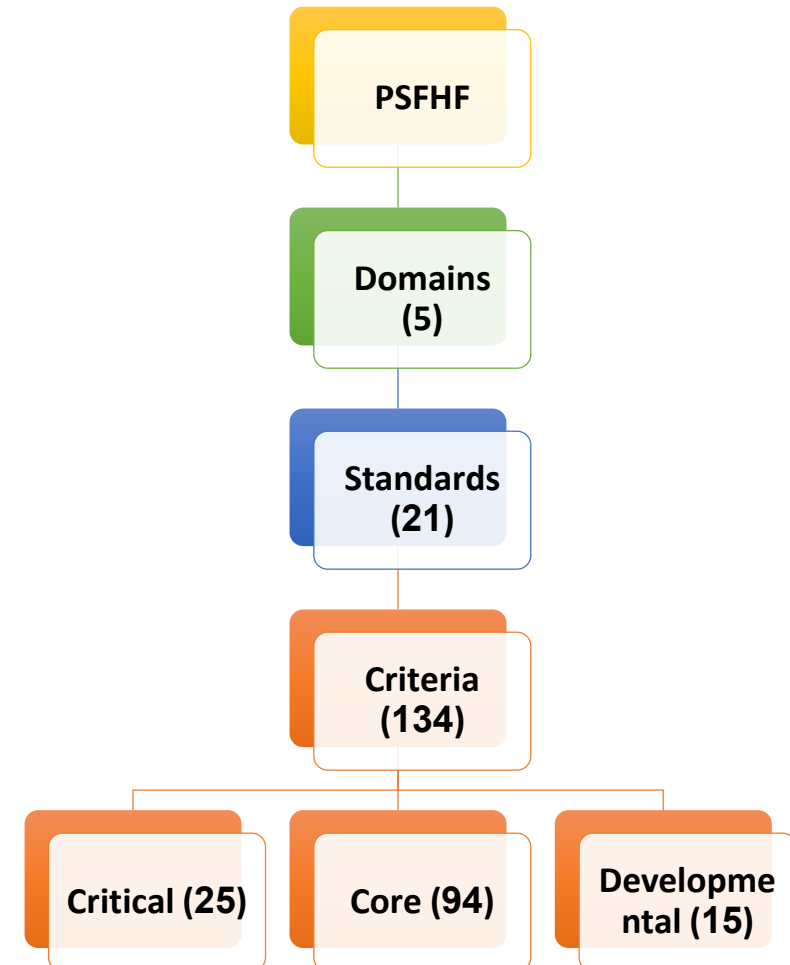 PSFHF
Domains
(5)
Standards
(21)
Criteria
(134)
Critical (25)
Core (94)
Developme
ntal (15)